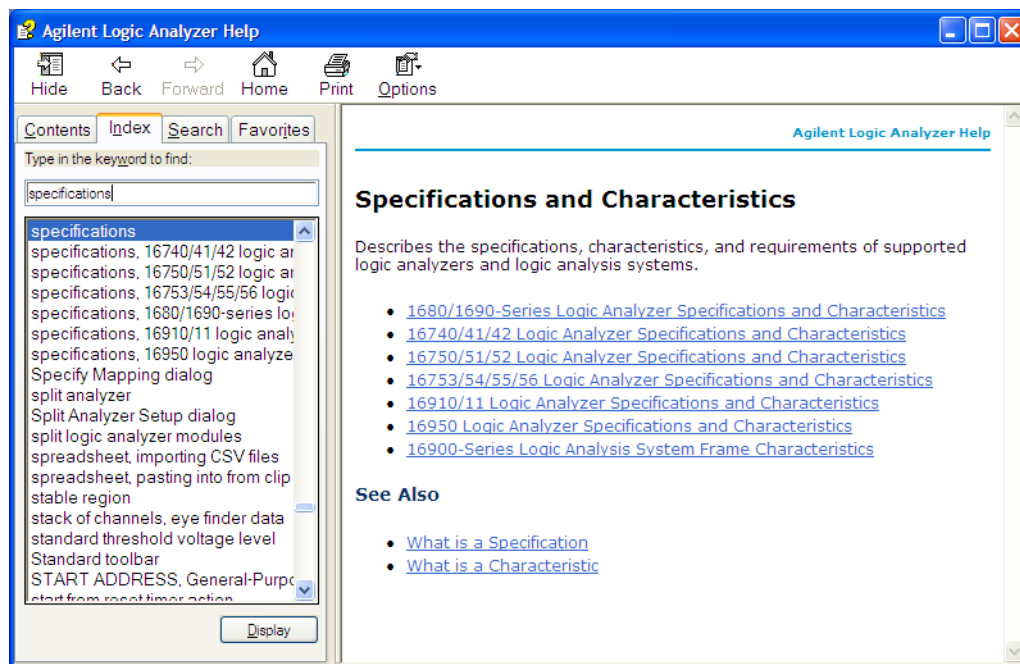 Agilent Logic Analyzer Help
Hide Back Forward Home Print Options
Contents Index Search Favorites
Type in the keyword to find:
specifications
specifications
specifications, 16740/41/42 logic ar
specifications, 16750/51/52 logic ar
specifications, 16753/54/55/56 logic
specifications, 1680/1690-series log
specifications, 16910/11 logic analy
specifications, 16950 logic analyze
Specify Mapping dialog
split analyzer
Split Analyzer Setup dialog
split logic analyzer modules
spreadsheet, importing CSV files
spreadsheet, pasting into from clip
stable region
stack of channels, eye finder data
standard threshold voltage level
Standard toolbar
START ADDRESS, General-Purpo
start from reset timer action
Display
Agilent Logic Analyzer Help
Specifications and Characteristics
Describes the specifications, characteristics, and requirements of supported
logic analyzers and logic analysis systems.
• 1680/1690-Series Logic Analyzer Specifications and Characteristics
• 16740/41/42 Logic Analyzer Specifications and Characteristics
• 16750/51/52 Logic Analyzer Specifications and Characteristics
• 16753/54/55/56 Logic Analyzer Specifications and Characteristics
• 16910/11 Logic Analyzer Specifications and Characteristics
• 16950 Logic Analyzer Specifications and Characteristics
• 16900-Series Logic Analysis System Frame Characteristics
See Also
• What is a Specification
• What is a Characteristic